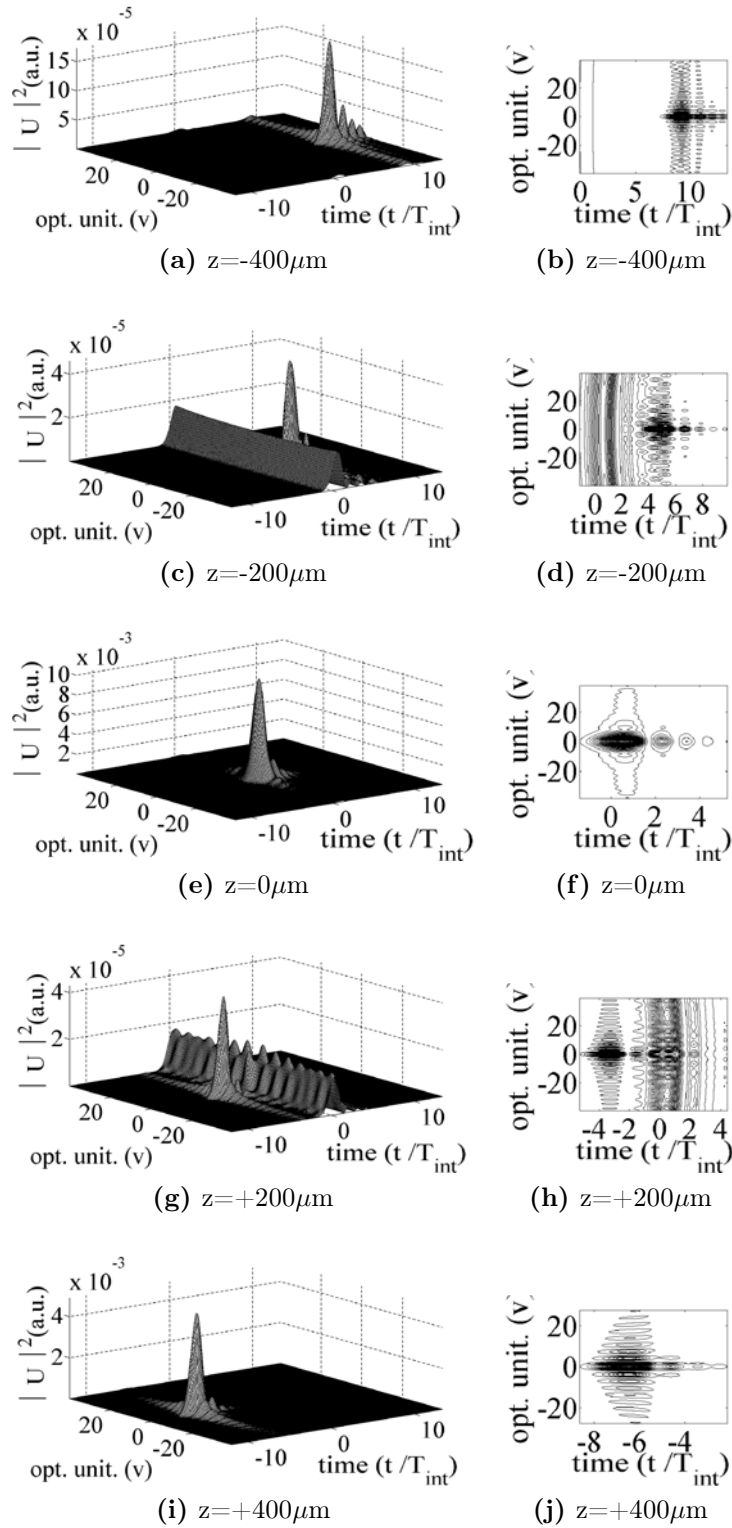 x 10^-5
| U |^2(a.u.)
15
10
5
20
0
-20
opt. unit. (v)
-10
0
10
time (t /T_int)
(a) z=-400μm
opt. unit. (v)
20
0
-20
0
5
10
time (t/T_int)
(b) z=-400μm
x 10^-5
| U |^2(a.u.)
4
2
20
0
-20
opt. unit. (v)
-10
0
10
time (t /T_int)
(c) z=-200μm
opt. unit. (v)
20
0
-20
0 2 4 6 8
time (t/T_int)
(d) z=-200μm
x 10^-3
| U |^2(a.u.)
10
8
6
4
2
20
0
-20
opt. unit. (v)
-10
0
10
time (t /T_int)
(e) z=0μm
opt. unit. (v)
20
0
-20
0 2 4
time (t/T_int)
(f) z=0μm
x 10^-5
| U |^2(a.u.)
4
2
20
0
-20
opt. unit. (v)
-10
0
10
time (t /T_int)
(g) z=+200μm
opt. unit. (v)
20
0
-20
-4 -2 0 2 4
time (t/T_int)
(h) z=+200μm
x 10^-3
| U |^2(a.u.)
4
2
20
0
-20
opt. unit. (v)
-10
0
10
time (t /T_int)
(i) z=+400μm
opt. unit. (v)
20
0
-20
-8 -6 -4
time (t/T_int)
(j) z=+400μm